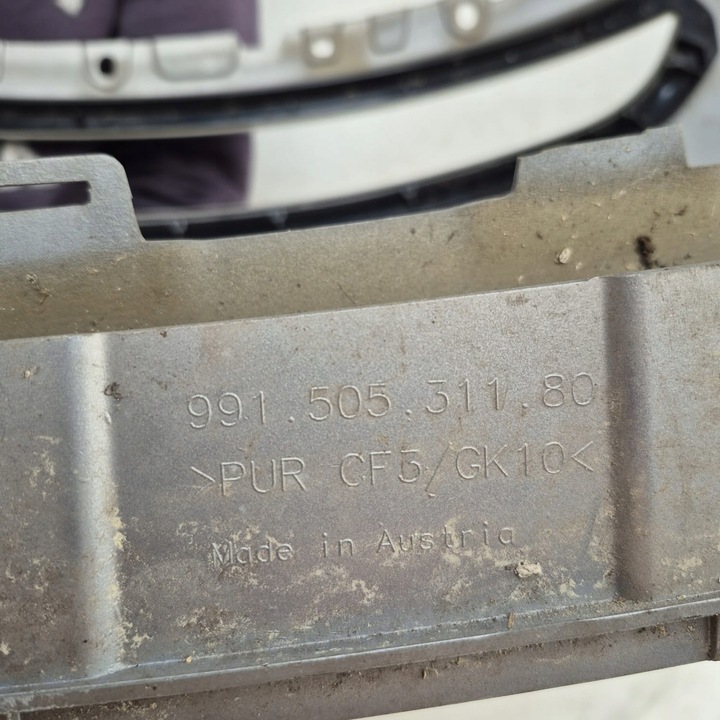 991.505.311.80
>PUR CF5/GK10<
Made in Austria